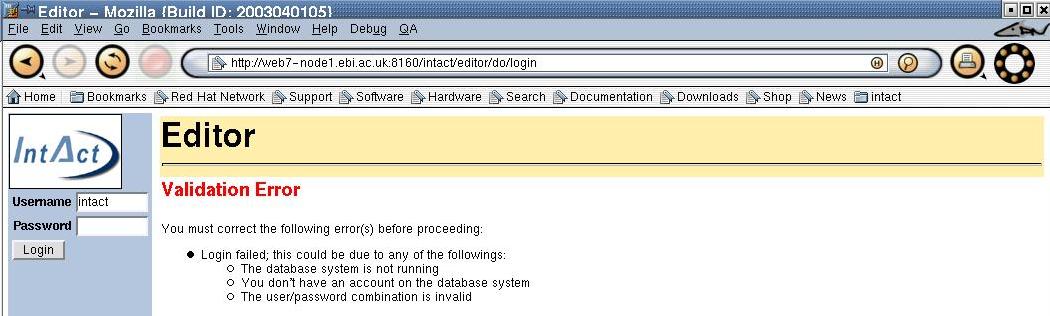 Editor – Mozilla {Build ID: 2003040105}
File Edit View Go Bookmarks Tools Window Help Debug QA
http://web7-node1.ebi.ac.uk:8160/intact/editor/do/login
Home Bookmarks Red Hat Network Support Software Hardware Search Documentation Downloads Shop News intact
IntAct
Username intact
Password
Login
Editor
Validation Error
You must correct the following error(s) before proceeding:
Login failed; this could be due to any of the followings:
The database system is not running
You don't have an account on the database system
The user/password combination is invalid